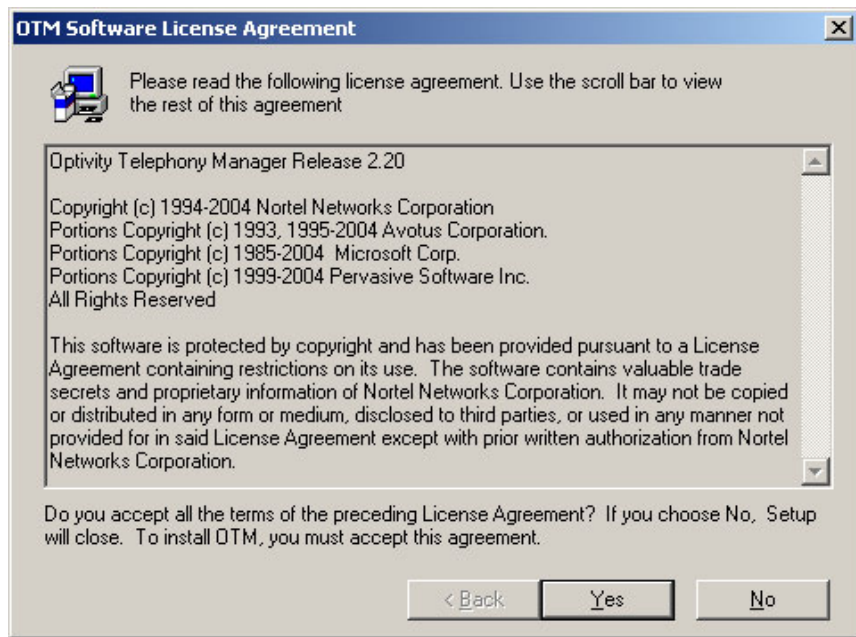 OTM Software License Agreement
Please read the following license agreement. Use the scroll bar to view
the rest of this agreement
Optivity Telephony Manager Release 2.20
Copyright (c) 1994-2004 Nortel Networks Corporation
Portions Copyright (c) 1993, 1995-2004 Avotus Corporation.
Portions Copyright (c) 1985-2004  Microsoft Corp.
Portions Copyright (c) 1999-2004 Pervasive Software Inc.
All Rights Reserved
This software is protected by copyright and has been provided pursuant to a License
Agreement containing restrictions on its use.  The software contains valuable trade
secrets and proprietary information of Nortel Networks Corporation.  It may not be copied
or distributed in any form or medium, disclosed to third parties, or used in any manner not
provided for in said License Agreement except with prior written authorization from Nortel
Networks Corporation.
Do you accept all the terms of the preceding License Agreement?  If you choose No,  Setup
will close.  To install OTM, you must accept this agreement.
< Back
Yes
No